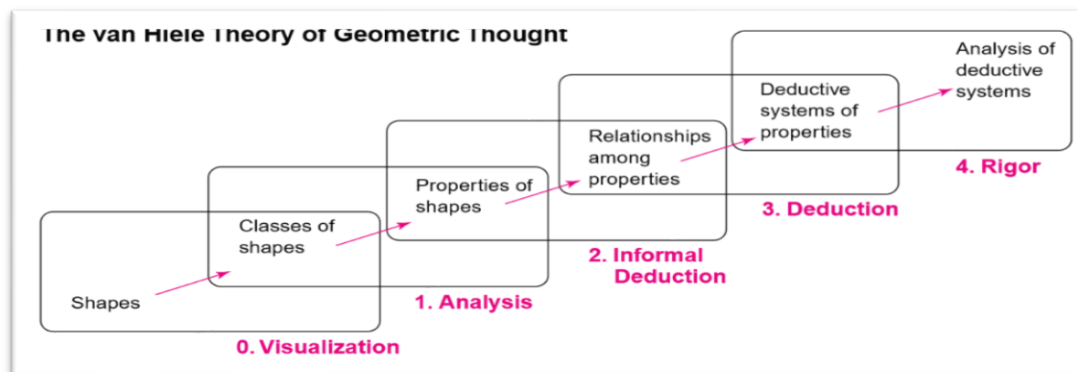 The van Hiele Theory of Geometric Thought
Analysis of
deductive
systems
Deductive
systems of
properties
4. Rigor
Relationships
among
properties
3. Deduction
Properties of
shapes
2. Informal
Deduction
Classes of
shapes
1. Analysis
Shapes
0. Visualization